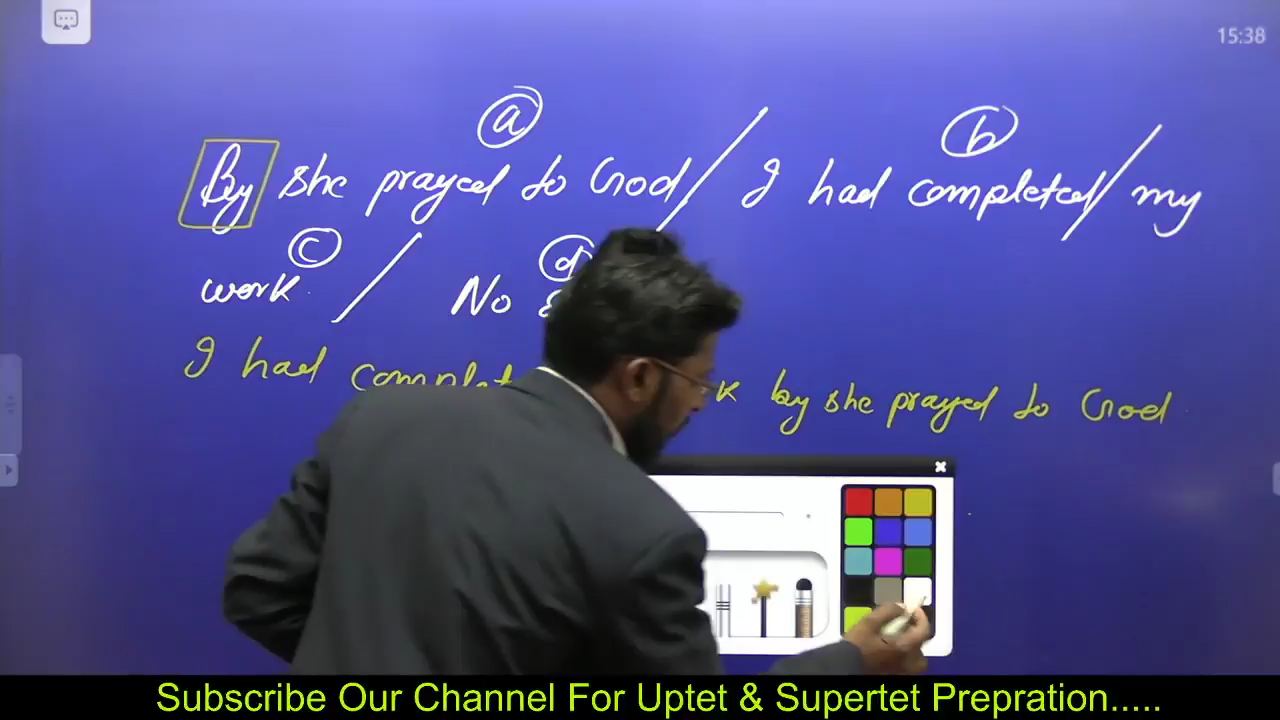 15:38
ⓐ ⓑ
By she prayed to God / I had completed / my
ⓒ ⓓ
work. / No
I had by she prayed to God
Subscribe Our Channel For Uptet & Supertet Prepration.....